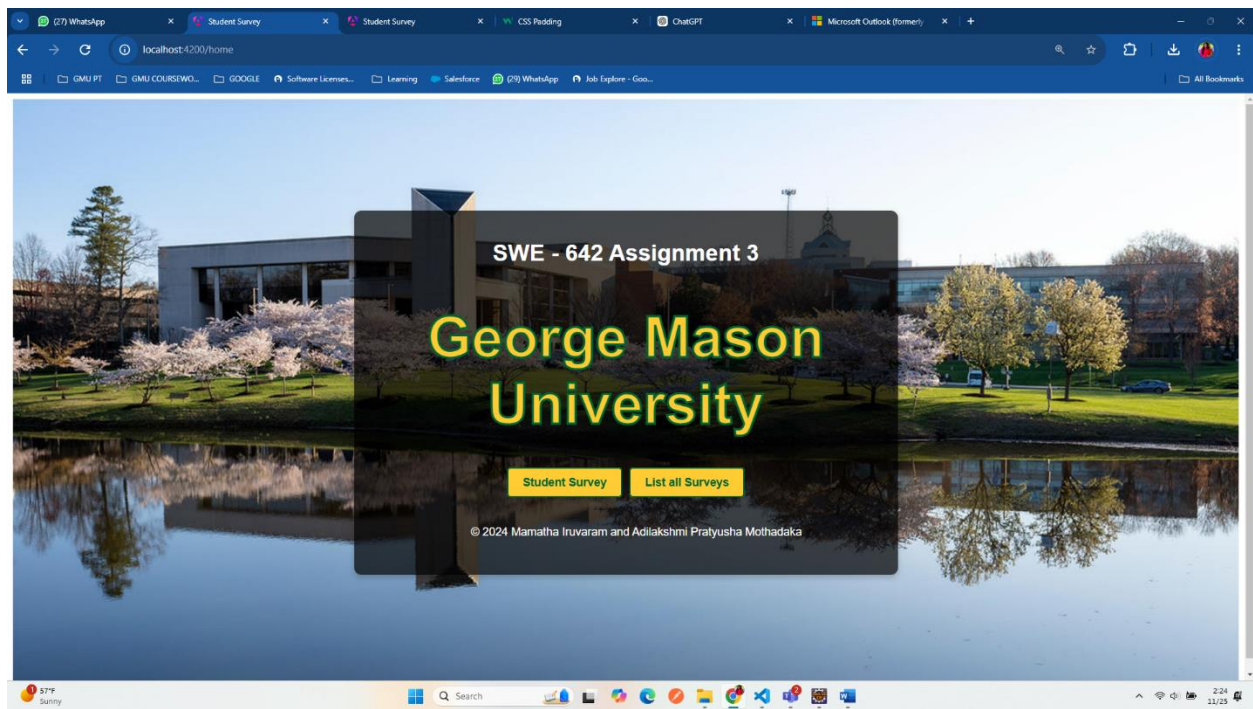 (27) WhatsApp
Student Survey
Student Survey
CSS Padding
ChatGPT
Microsoft Outlook (formerly
localhost:4200/home
GMU PT
GMU COURSEWO...
GOOGLE
Software Licenses...
Learning
Salesforce
(29) WhatsApp
Job Explore - Goo...
All Bookmarks
SWE - 642 Assignment 3
George Mason
University
Student Survey
List all Surveys
© 2024 Mamatha Iruvaram and Adilakshmi Pratyusha Mothadaka
57°F
Sunny
Search
2:24
11/25